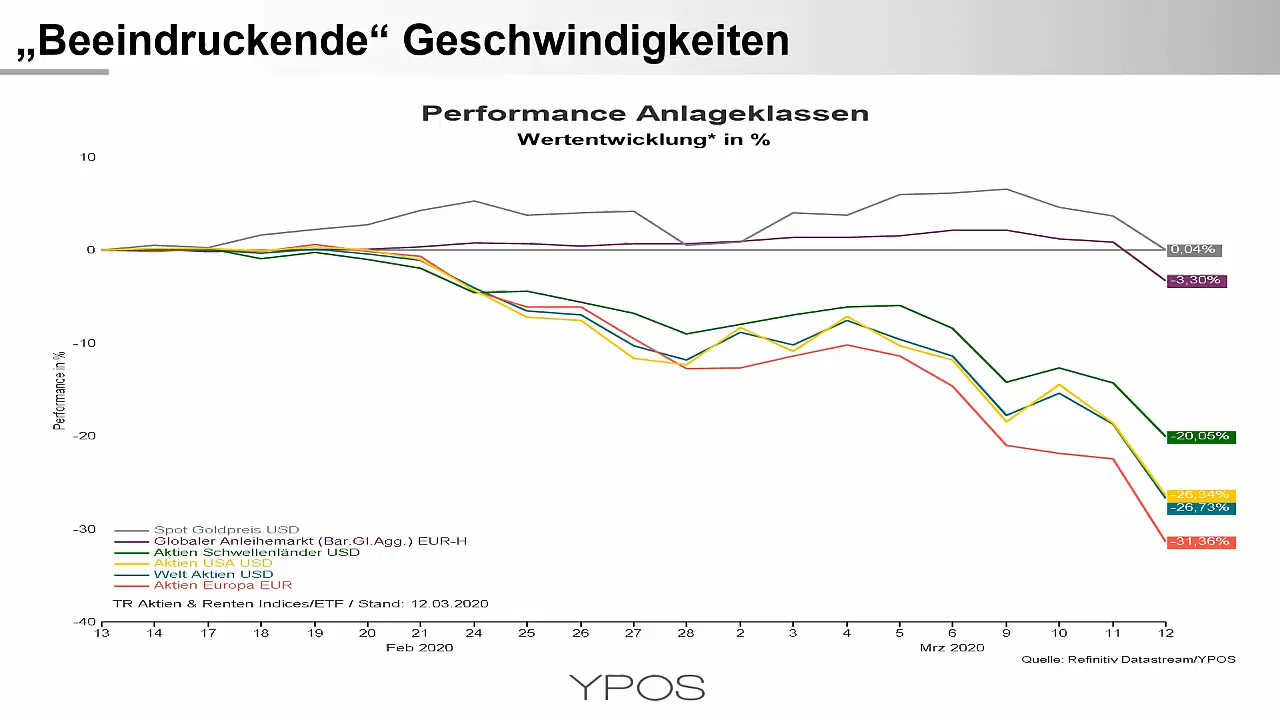 „Beeindruckende“ Geschwindigkeiten
Performance Anlageklassen
Wertentwicklung* in %
10
0
-10
-20
-30
-40
Performance in %
0,04%
-3,30%
-20,05%
-26,34%
-26,73%
-31,36%
Spot Goldpreis USD
Globaler Anleihemarkt (Bar.Gl.Agg.) EUR-H
Aktien Schwellenländer USD
Aktien USA USD
Welt Aktien USD
Aktien Europa EUR
TR Aktien & Renten Indices/ETF / Stand: 12.03.2020
13 14 17 18 19 20 21 24 25 26 27 28 2 3 4 5 6 9 10 11 12
Feb 2020 Mrz 2020
Quelle: Refinitiv Datastream/YPOS
YPOS